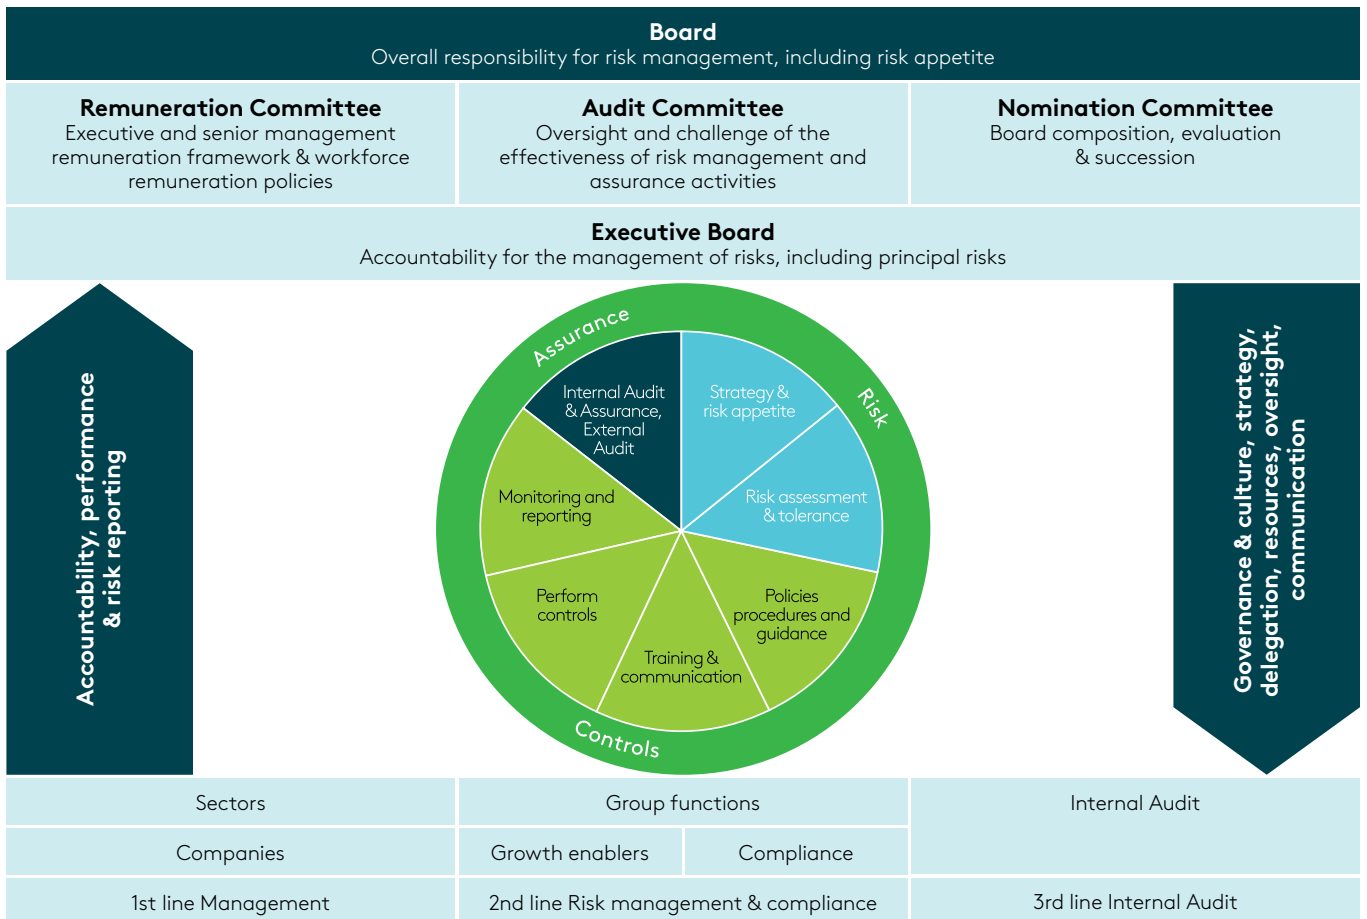 Board
Overall responsibility for risk management, including risk appetite
Remuneration Committee
Executive and senior management
remuneration framework & workforce
remuneration policies
Audit Committee
Oversight and challenge of the
effectiveness of risk management and
assurance activities
Nomination Committee
Board composition, evaluation
& succession
Executive Board
Accountability for the management of risks, including principal risks
Accountability, performance
& risk reporting
Assurance
Risk
Controls
Internal Audit
& Assurance,
External
Audit
Strategy &
risk appetite
Risk assessment
& tolerance
Policies
procedures and
guidance
Training &
communication
Perform
controls
Monitoring and
reporting
Governance & culture, strategy,
delegation, resources, oversight,
communication
Sectors
Group functions
Internal Audit
Companies
Growth enablers
Compliance
1st line Management
2nd line Risk management & compliance
3rd line Internal Audit